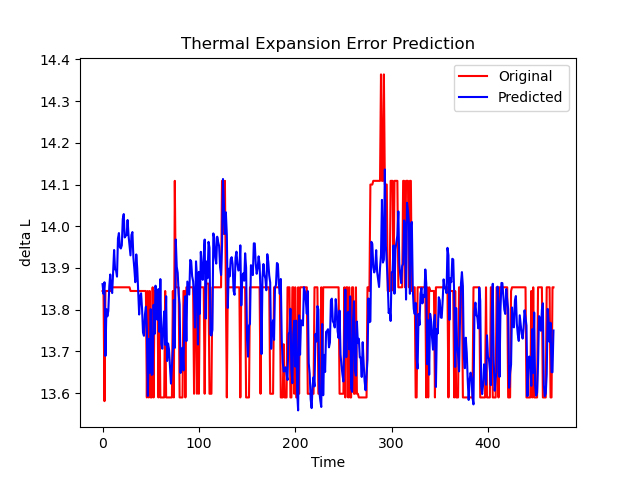 Thermal Expansion Error Prediction
Original
Predicted
14.4
14.3
14.2
14.1
14.0
13.9
13.8
13.7
13.6
delta L
0
100
200
300
400
Time